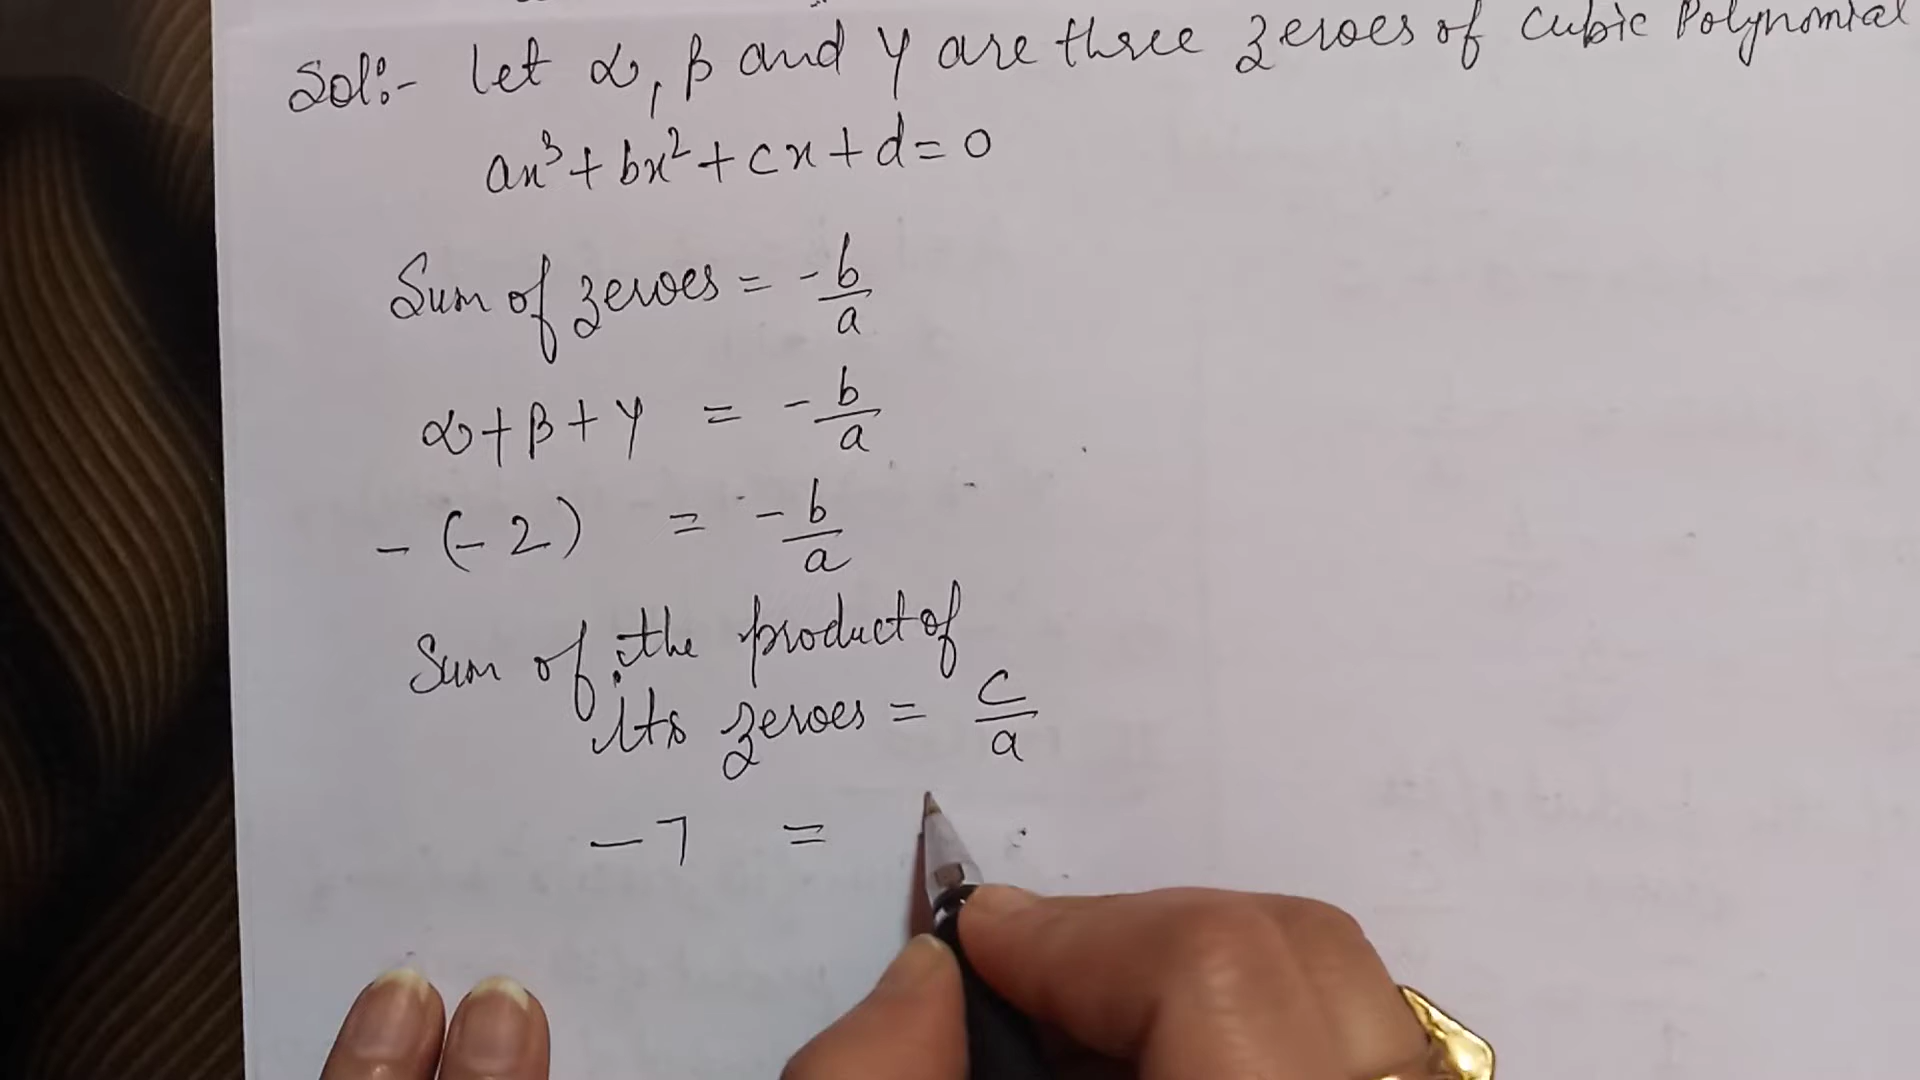 Sol:- let α, β and γ are three zeroes of cubic Polynomial
ax³ + bx² + cx + d = 0
Sum of zeroes = -b/a
α + β + γ = -b/a
-(-2) = -b/a
Sum of the product of
its zeroes = c/a
-7 =